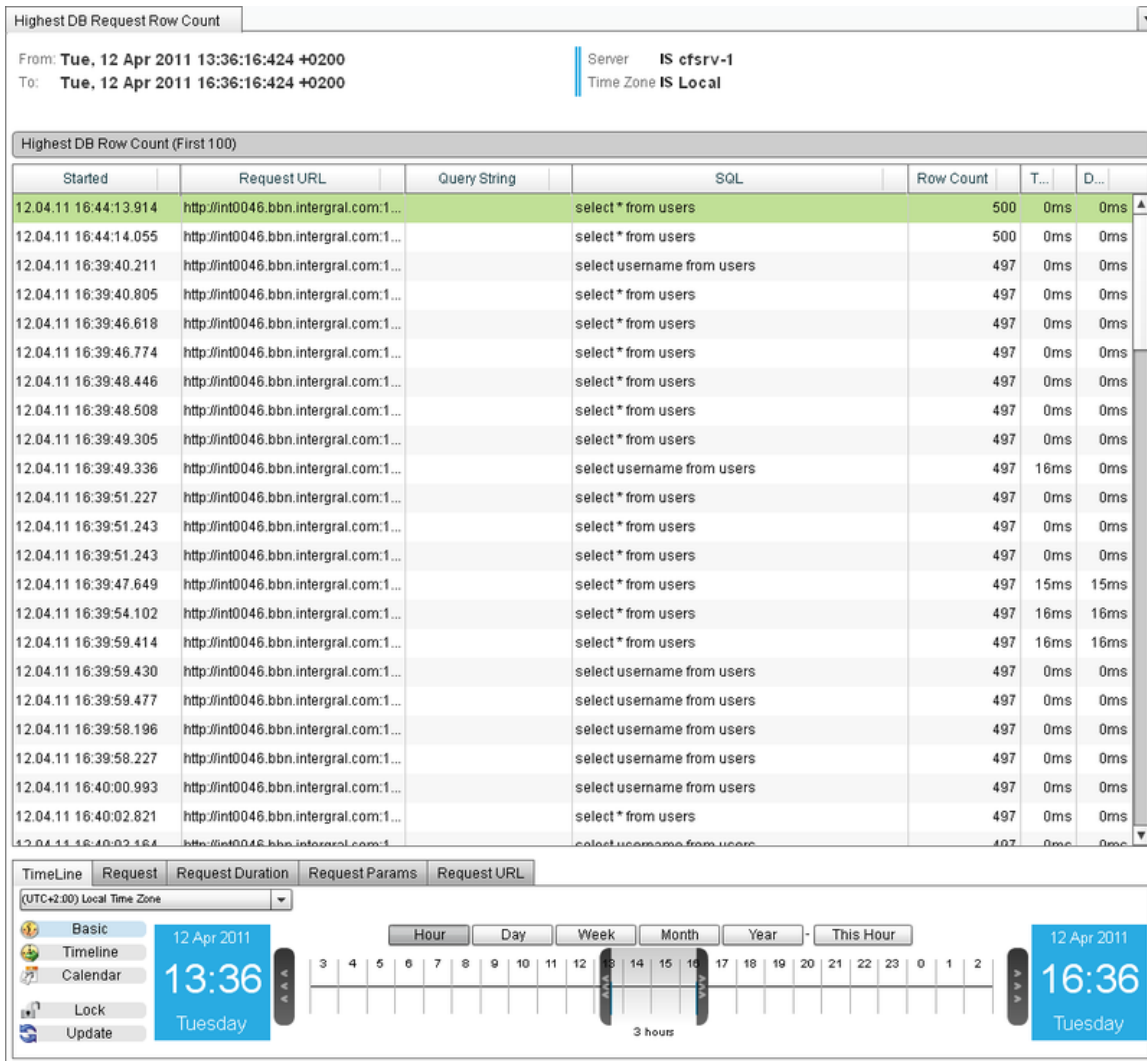 Highest DB Request Row Count
From: Tue, 12 Apr 2011 13:36:16:424 +0200
To: Tue, 12 Apr 2011 16:36:16:424 +0200
Server IS cfsrv-1
Time Zone IS Local
Highest DB Row Count (First 100)
Started Request URL Query String SQL Row Count T... D...
12.04.11 16:44:13.914 http://int0046.bbn.intergral.com:1... select * from users 500 0ms 0ms
12.04.11 16:44:14.055 http://int0046.bbn.intergral.com:1... select * from users 500 0ms 0ms
12.04.11 16:39:40.211 http://int0046.bbn.intergral.com:1... select username from users 497 0ms 0ms
12.04.11 16:39:40.805 http://int0046.bbn.intergral.com:1... select * from users 497 0ms 0ms
12.04.11 16:39:46.618 http://int0046.bbn.intergral.com:1... select * from users 497 0ms 0ms
12.04.11 16:39:46.774 http://int0046.bbn.intergral.com:1... select * from users 497 0ms 0ms
12.04.11 16:39:48.446 http://int0046.bbn.intergral.com:1... select * from users 497 0ms 0ms
12.04.11 16:39:48.508 http://int0046.bbn.intergral.com:1... select * from users 497 0ms 0ms
12.04.11 16:39:49.305 http://int0046.bbn.intergral.com:1... select * from users 497 0ms 0ms
12.04.11 16:39:49.336 http://int0046.bbn.intergral.com:1... select username from users 497 16ms 0ms
12.04.11 16:39:51.227 http://int0046.bbn.intergral.com:1... select * from users 497 0ms 0ms
12.04.11 16:39:51.243 http://int0046.bbn.intergral.com:1... select * from users 497 0ms 0ms
12.04.11 16:39:51.243 http://int0046.bbn.intergral.com:1... select * from users 497 0ms 0ms
12.04.11 16:39:47.649 http://int0046.bbn.intergral.com:1... select * from users 497 15ms 15ms
12.04.11 16:39:54.102 http://int0046.bbn.intergral.com:1... select * from users 497 16ms 16ms
12.04.11 16:39:59.414 http://int0046.bbn.intergral.com:1... select * from users 497 16ms 16ms
12.04.11 16:39:59.430 http://int0046.bbn.intergral.com:1... select username from users 497 0ms 0ms
12.04.11 16:39:59.477 http://int0046.bbn.intergral.com:1... select username from users 497 0ms 0ms
12.04.11 16:39:58.196 http://int0046.bbn.intergral.com:1... select username from users 497 0ms 0ms
12.04.11 16:39:58.227 http://int0046.bbn.intergral.com:1... select username from users 497 0ms 0ms
12.04.11 16:40:00.993 http://int0046.bbn.intergral.com:1... select username from users 497 0ms 0ms
12.04.11 16:40:02.821 http://int0046.bbn.intergral.com:1... select * from users 497 0ms 0ms
12.04.11 16:40:03.164 http://int0046.bbn.intergral.com:1... select username from users 497 0ms 0ms
TimeLine Request Request Duration Request Params Request URL
(UTC+2:00) Local Time Zone
Basic
Timeline
Calendar
Lock
Update
12 Apr 2011
13:36
Tuesday
Hour Day Week Month Year - This Hour
3 4 5 6 7 8 9 10 11 12 13 14 15 16 17 18 19 20 21 22 23 0 1 2
3 hours
12 Apr 2011
16:36
Tuesday